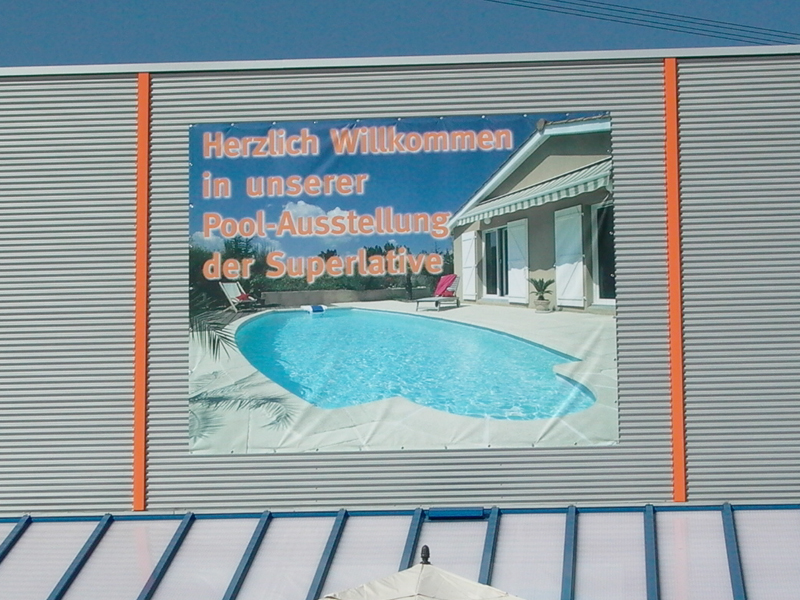 Herzlich Willkommen
in unserer
Pool-Ausstellung
der Superlative